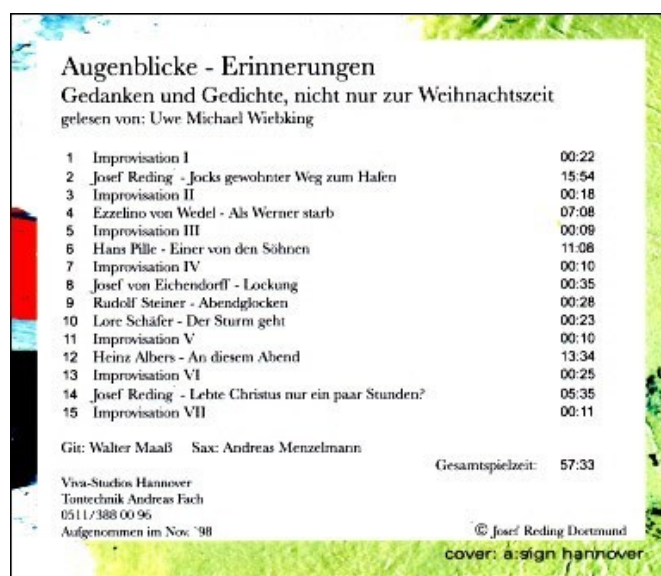 Augenblicke - Erinnerungen
Gedanken und Gedichte, nicht nur zur Weihnachtszeit
gelesen von: Uwe Michael Wiebking
1 Improvisation I 00:22
2 Josef Reding - Jocks gewohnter Weg zum Hafen 15:54
3 Improvisation II 00:18
4 Ezzelino von Wedel - Als Werner starb 07:08
5 Improvisation III 00:09
6 Hans Pille - Einer von den Söhnen 11:08
7 Improvisation IV 00:10
8 Josef von Eichendorff - Lockung 00:35
9 Rudolf Steiner - Abendglocken 00:28
10 Lore Schäfer - Der Sturm geht 00:23
11 Improvisation V 00:10
12 Heinz Albers - An diesem Abend 13:34
13 Improvisation VI 00:25
14 Josef Reding - Lebte Christus nur ein paar Stunden? 05:35
15 Improvisation VII 00:11
Git: Walter Maaß Sax: Andreas Menzelmann
Gesamtspielzeit: 57:33
Viva-Studios Hannover
Tontechnik Andreas Fach
0511/388 00 96
Aufgenommen im Nov. `98
© Josef Reding Dortmund
cover: a:sign hannover